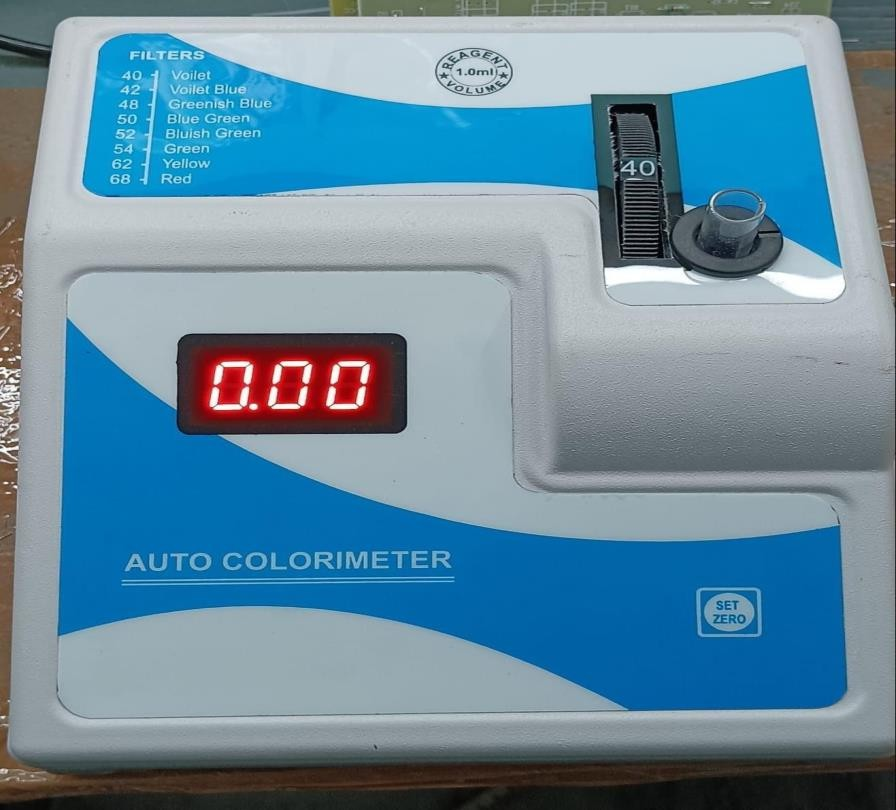 FILTERS
40 Voilet
42 Voilet Blue
48 Greenish Blue
50 Blue Green
52 Bluish Green
54 Green
62 Yellow
68 Red
REAGENT
1.0ml
VOLUME
40
0.00
AUTO COLORIMETER
SET
ZERO